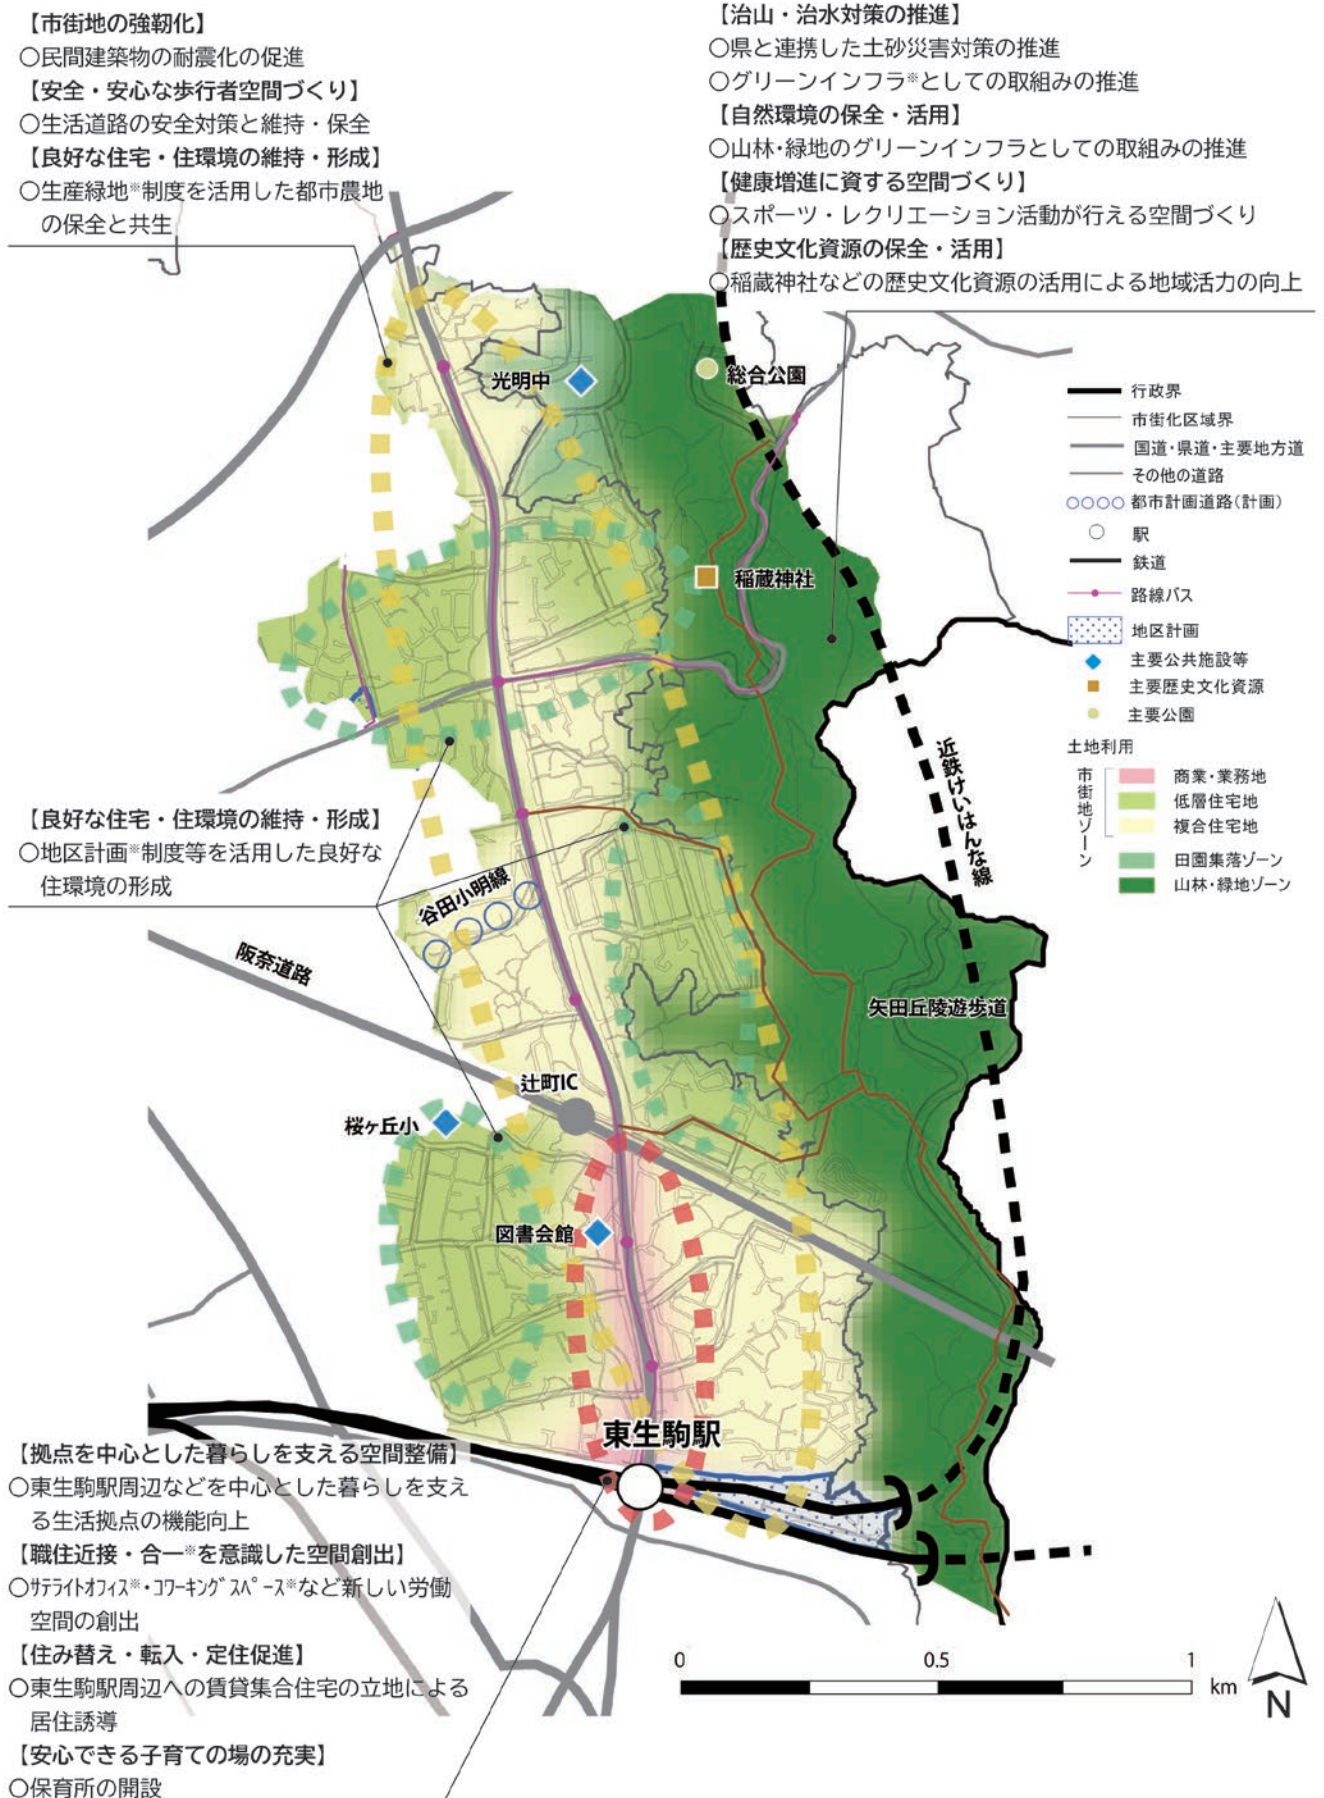 【市街地の強靭化】
○民間建築物の耐震化の促進
【安全・安心な歩行者空間づくり】
○生活道路の安全対策と維持・保全
【良好な住宅・住環境の維持・形成】
○生産緑地※制度を活用した都市農地
の保全と共生
【治山・治水対策の推進】
○県と連携した土砂災害対策の推進
○グリーンインフラ※としての取組みの推進
【自然環境の保全・活用】
○山林・緑地のグリーンインフラとしての取組みの推進
【健康増進に資する空間づくり】
○スポーツ・レクリエーション活動が行える空間づくり
【歴史文化資源の保全・活用】
○稲蔵神社などの歴史文化資源の活用による地域活力の向上
光明中
総合公園
稲蔵神社
行政界
市街化区域界
国道・県道・主要地方道
その他の道路
都市計画道路(計画)
駅
鉄道
路線バス
地区計画
主要公共施設等
主要歴史文化資源
主要公園
土地利用
市街地ゾーン
商業・業務地
低層住宅地
複合住宅地
田園集落ゾーン
山林・緑地ゾーン
近鉄けいはんな線
【良好な住宅・住環境の維持・形成】
○地区計画※制度等を活用した良好な
住環境の形成
谷田小明線
阪奈道路
矢田丘陵遊歩道
辻町IC
桜ヶ丘小
図書会館
東生駒駅
【拠点を中心とした暮らしを支える空間整備】
○東生駒駅周辺などを中心とした暮らしを支え
る生活拠点の機能向上
【職住近接・合一※を意識した空間創出】
○ｻﾃﾗｲﾄｵﾌｨｽ※・ｺﾜｰｷﾝｸﾞｽﾍﾟｰｽ※など新しい労働
空間の創出
【住み替え・転入・定住促進】
○東生駒駅周辺への賃貸集合住宅の立地による
居住誘導
【安心できる子育ての場の充実】
○保育所の開設
0 0.5 1
km
N